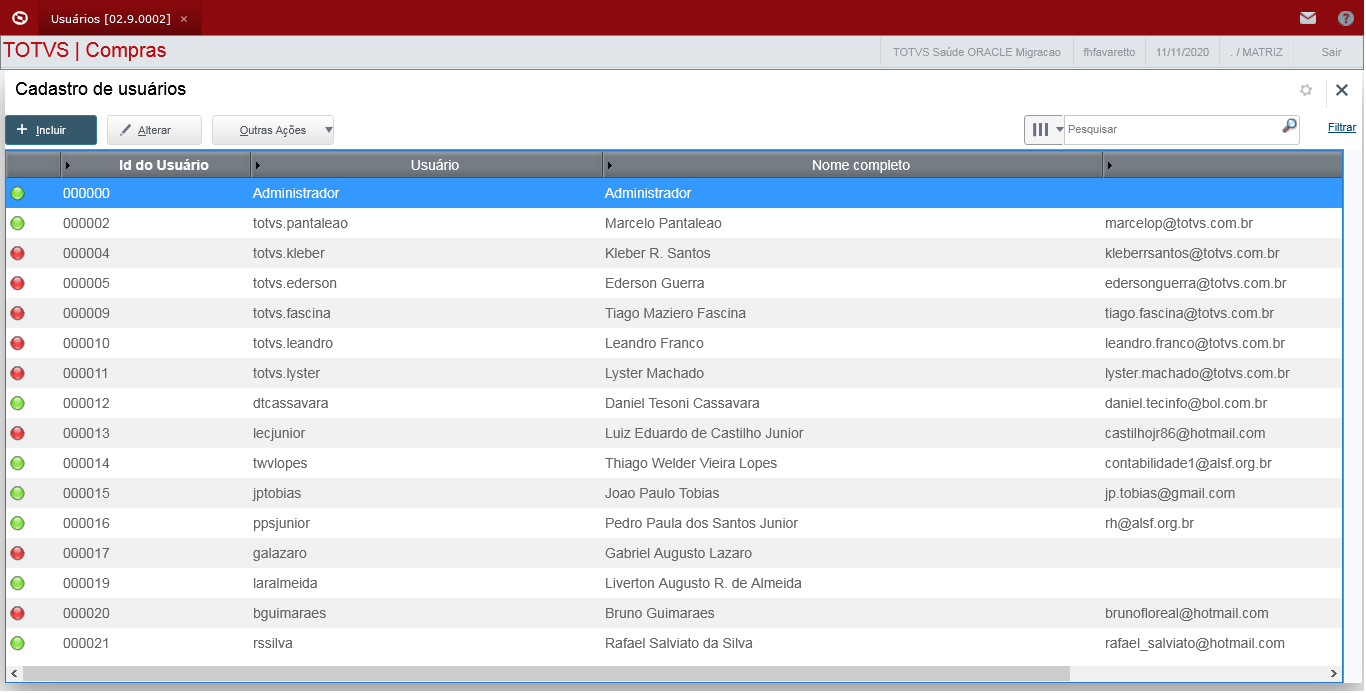 Usuários [02.9.0002] ×
TOTVS | Compras
TOTVS Saúde ORACLE Migracao fhfavaretto 11/11/2020 . / MATRIZ Sair
Cadastro de usuários
+ Incluir Alterar Outras Ações Pesquisar Filtrar
Id do Usuário Usuário Nome completo
000000 Administrador Administrador
000002 totvs.pantaleao Marcelo Pantaleao marcelop@totvs.com.br
000004 totvs.kleber Kleber R. Santos kleberrsantos@totvs.com.br
000005 totvs.ederson Ederson Guerra edersonguerra@totvs.com.br
000009 totvs.fascina Tiago Maziero Fascina tiago.fascina@totvs.com.br
000010 totvs.leandro Leandro Franco leandro.franco@totvs.com.br
000011 totvs.lyster Lyster Machado lyster.machado@totvs.com.br
000012 dtcassavara Daniel Tesoni Cassavara daniel.tecinfo@bol.com.br
000013 lecjunior Luiz Eduardo de Castilho Junior castilhojr86@hotmail.com
000014 twvlopes Thiago Welder Vieira Lopes contabilidade1@alsf.org.br
000015 jptobias Joao Paulo Tobias jp.tobias@gmail.com
000016 ppsjunior Pedro Paula dos Santos Junior rh@alsf.org.br
000017 galazaro Gabriel Augusto Lazaro
000019 laralmeida Liverton Augusto R. de Almeida
000020 bguimaraes Bruno Guimaraes brunofloreal@hotmail.com
000021 rssilva Rafael Salviato da Silva rafael_salviato@hotmail.com